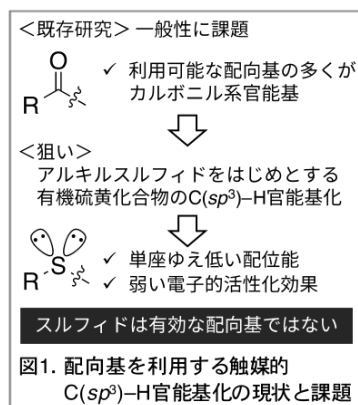 ＜既存研究＞ 一般性に課題
O
R
✓ 利用可能な配向基の多くが
カルボニル系官能基
＜狙い＞
アルキルスルフィドをはじめとする
有機硫黄化合物のC(sp³)–H官能基化
R S
✓ 単座ゆえ低い配位能
✓ 弱い電子的活性化効果
スルフィドは有効な配向基ではない
図1. 配向基を利用する触媒的
C(sp³)–H官能基化の現状と課題